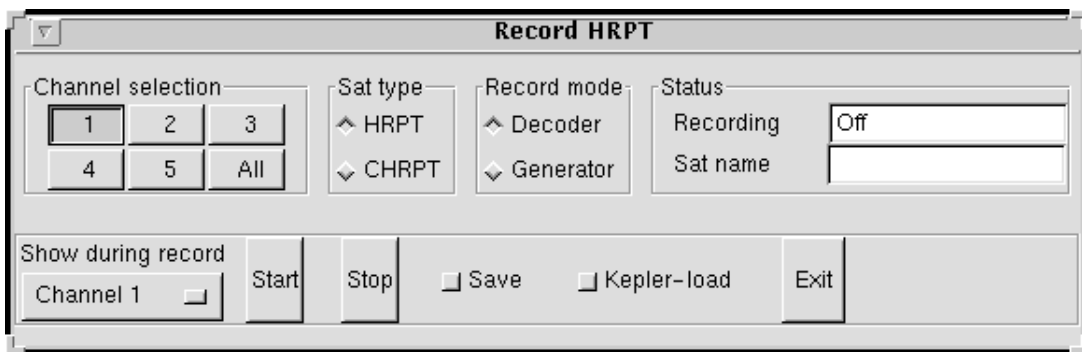 Record HRPT
Channel selection
1 2 3
4 5 All
Sat type
HRPT
CHRPT
Record mode
Decoder
Generator
Status
Recording Off
Sat name
Show during record
Channel 1
Start
Stop
Save
Kepler-load
Exit